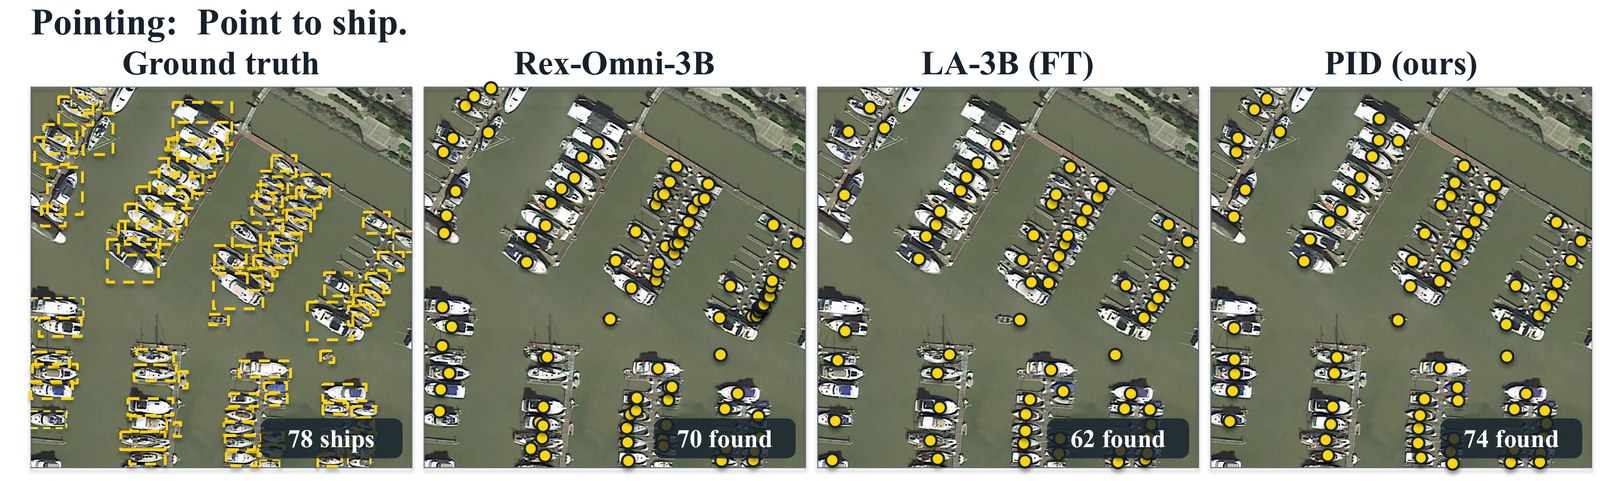 Pointing: Point to ship.
Ground truth
Rex-Omni-3B
LA-3B (FT)
PID (ours)
78 ships
70 found
62 found
74 found